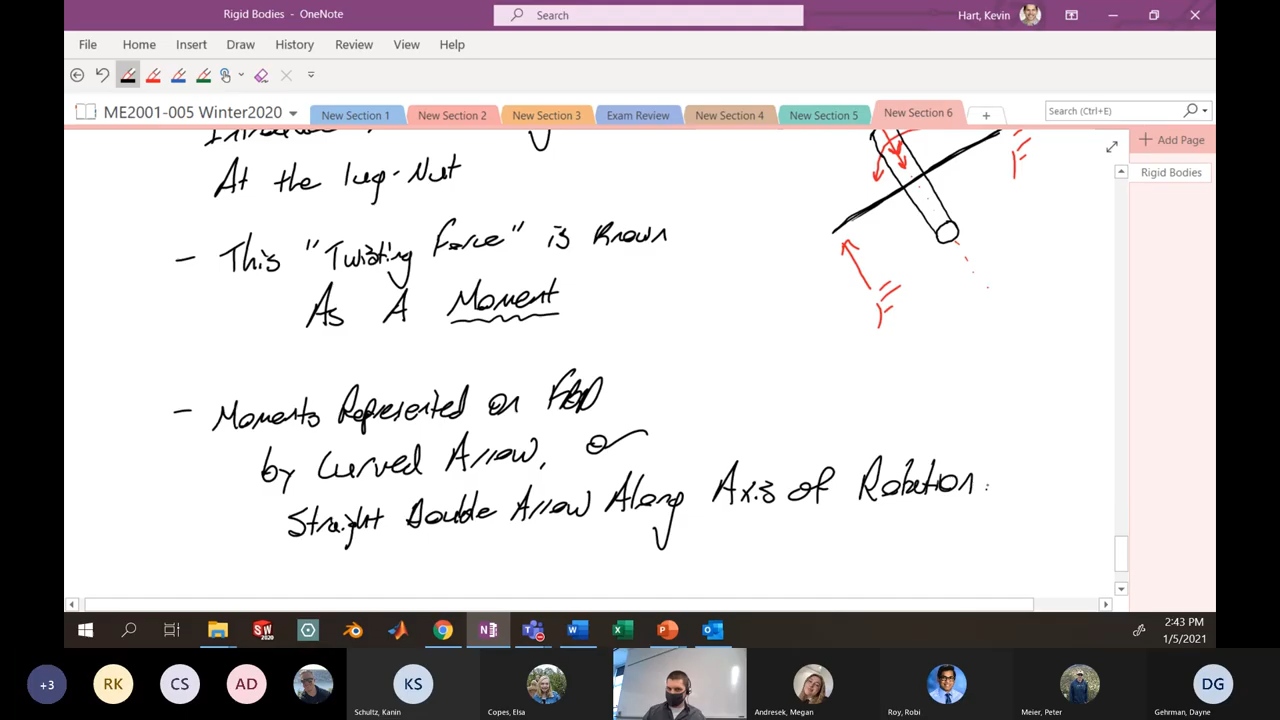 Rigid Bodies - OneNote
Search
Hart, Kevin
File Home Insert Draw History Review View Help
ME2001-005 Winter2020
New Section 1
New Section 2
New Section 3
Exam Review
New Section 4
New Section 5
New Section 6
Search (Ctrl+E)
Add Page
Rigid Bodies
At the lug-Nut
- This "Twisting Force" is Known
As A Moment
F
F
- Moments Represented on FBD
by Curved Arrow, or
Straight Double Arrow Along Axis of Rotation.
SW
2020
2:43 PM
1/5/2021
+3
RK
CS
AD
KS
Schultz, Kanin
Copes, Elsa
Andresek, Megan
Roy, Robi
Meier, Peter
DG
Gehrman, Dayne